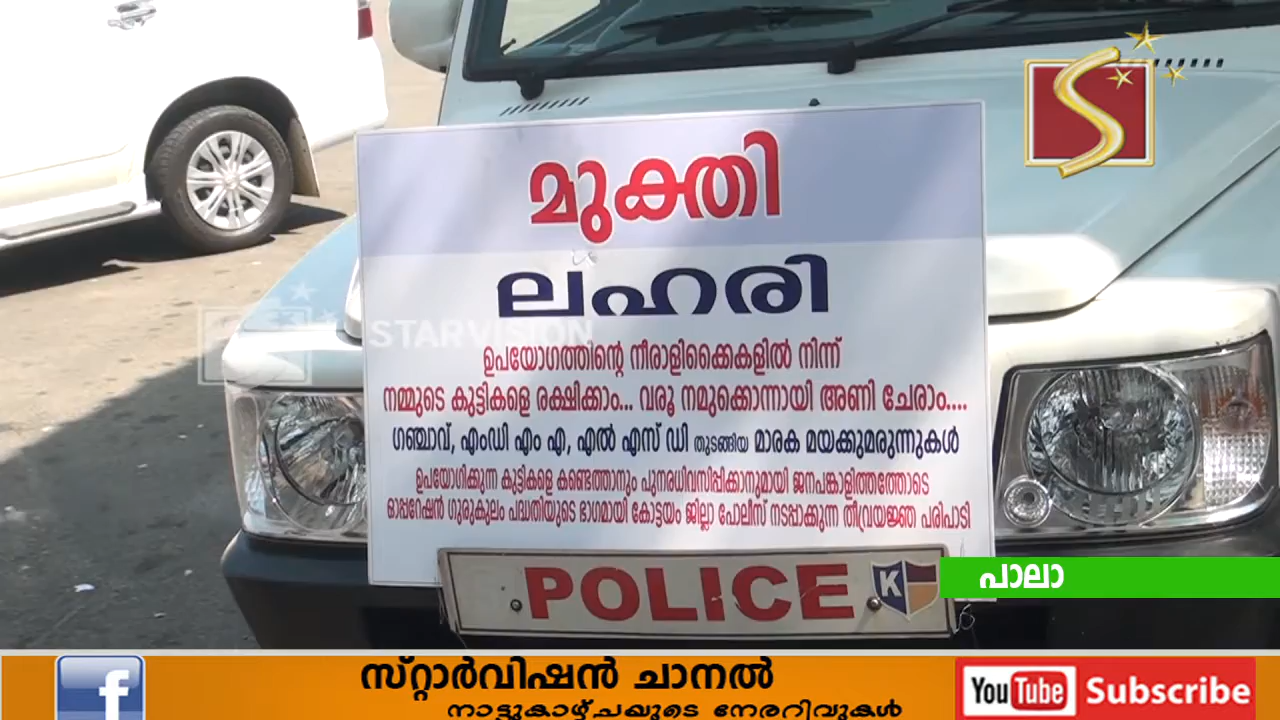 മുക്തി
ലഹരി
STARVISION
ഉപയോഗത്തിന്റെ നീരാളിക്കൈകളിൽ നിന്ന്
നമ്മുടെ കുട്ടികളെ രക്ഷിക്കാം... വരൂ നമുക്കൊന്നായി അണി ചേരാം....
ഗഞ്ചാവ്, എംഡി എം എ, എൽ എസ് ഡി തുടങ്ങിയ മാരക മയക്കുമരുന്നുകൾ
ഉപയോഗിക്കുന്ന കുട്ടികളെ കണ്ടെത്താനും പുനരധിവസിപ്പിക്കാനുമായി ജനപങ്കാളിത്തത്തോടെ
ഓപ്പറേഷൻ ഗുരുകുലം പദ്ധതിയുടെ ഭാഗമായി കോട്ടയം ജില്ലാ പോലീസ് നടപ്പാക്കുന്ന തീവ്രയജ്ഞ പരിപാടി
POLICE K
പാലാ
സ്റ്റാർവിഷൻ ചാനൽ
നാട്ടുകാഴ്ചയുടെ നേരറിവുകൾ
YouTube Subscribe